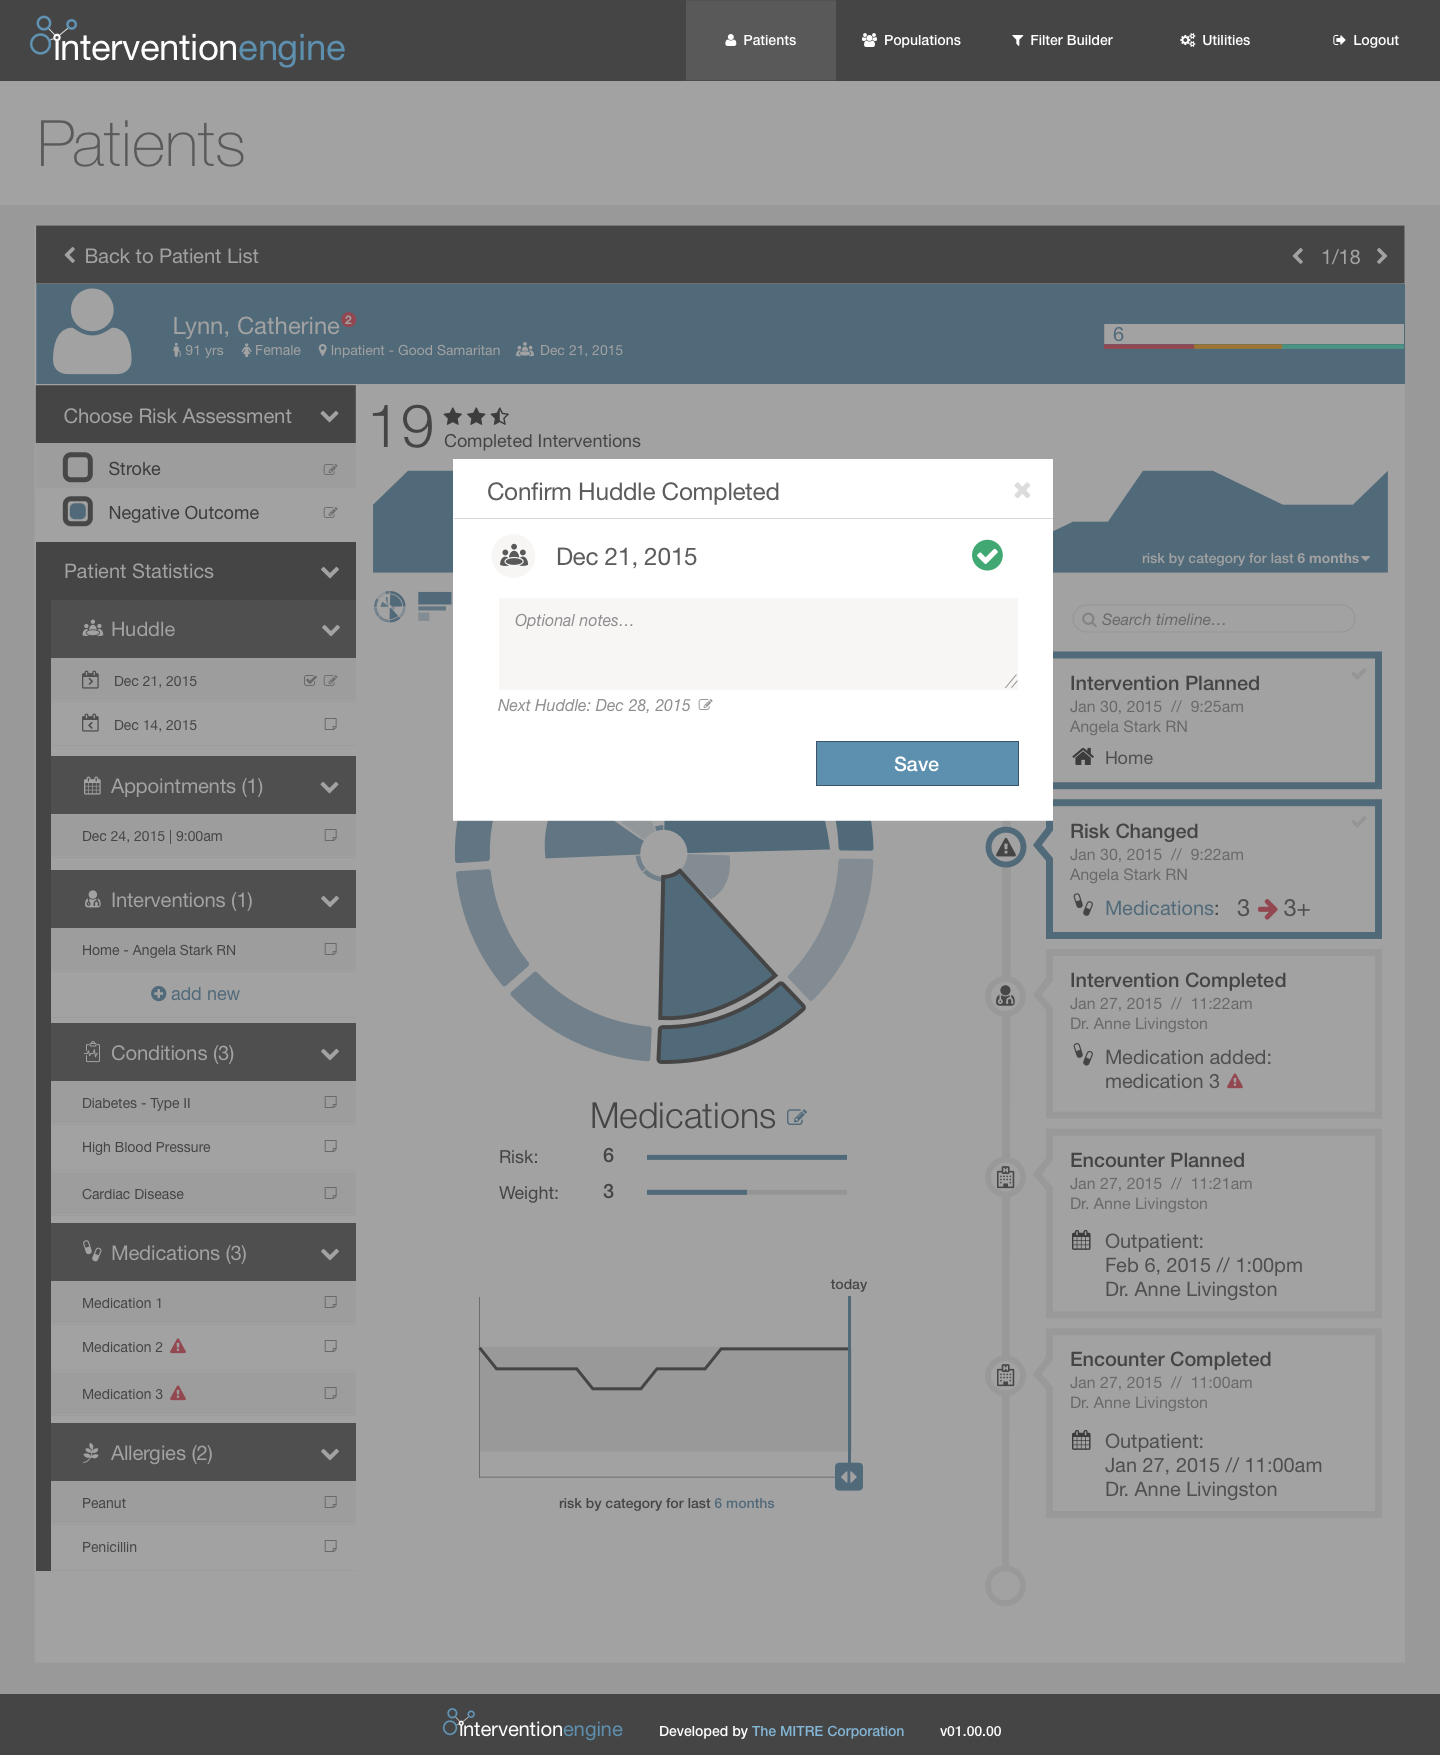 interventionengine
Patients
Populations
Filter Builder
Utilities
Logout
Patients
Back to Patient List
1/18
Lynn, Catherine 2
91 yrs Female Inpatient - Good Samaritan Dec 21, 2015
6
Choose Risk Assessment
Stroke
Negative Outcome
Patient Statistics
Huddle
Dec 21, 2015
Dec 14, 2015
Appointments (1)
Dec 24, 2015 | 9:00am
Interventions (1)
Home - Angela Stark RN
add new
Conditions (3)
Diabetes - Type II
High Blood Pressure
Cardiac Disease
Medications (3)
Medication 1
Medication 2
Medication 3
Allergies (2)
Peanut
Penicillin
19
Completed Interventions
risk by category for last 6 months
Confirm Huddle Completed
Dec 21, 2015
Optional notes...
Next Huddle: Dec 28, 2015
Save
Medications
Risk: 6
Weight: 3
today
risk by category for last 6 months
Search timeline...
Intervention Planned
Jan 30, 2015 // 9:25am
Angela Stark RN
Home
Risk Changed
Jan 30, 2015 // 9:22am
Angela Stark RN
Medications: 3 3+
Intervention Completed
Jan 27, 2015 // 11:22am
Dr. Anne Livingston
Medication added:
medication 3
Encounter Planned
Jan 27, 2015 // 11:21am
Dr. Anne Livingston
Outpatient:
Feb 6, 2015 // 1:00pm
Dr. Anne Livingston
Encounter Completed
Jan 27, 2015 // 11:00am
Dr. Anne Livingston
Outpatient:
Jan 27, 2015 // 11:00am
Dr. Anne Livingston
interventionengine
Developed by The MITRE Corporation
v01.00.00